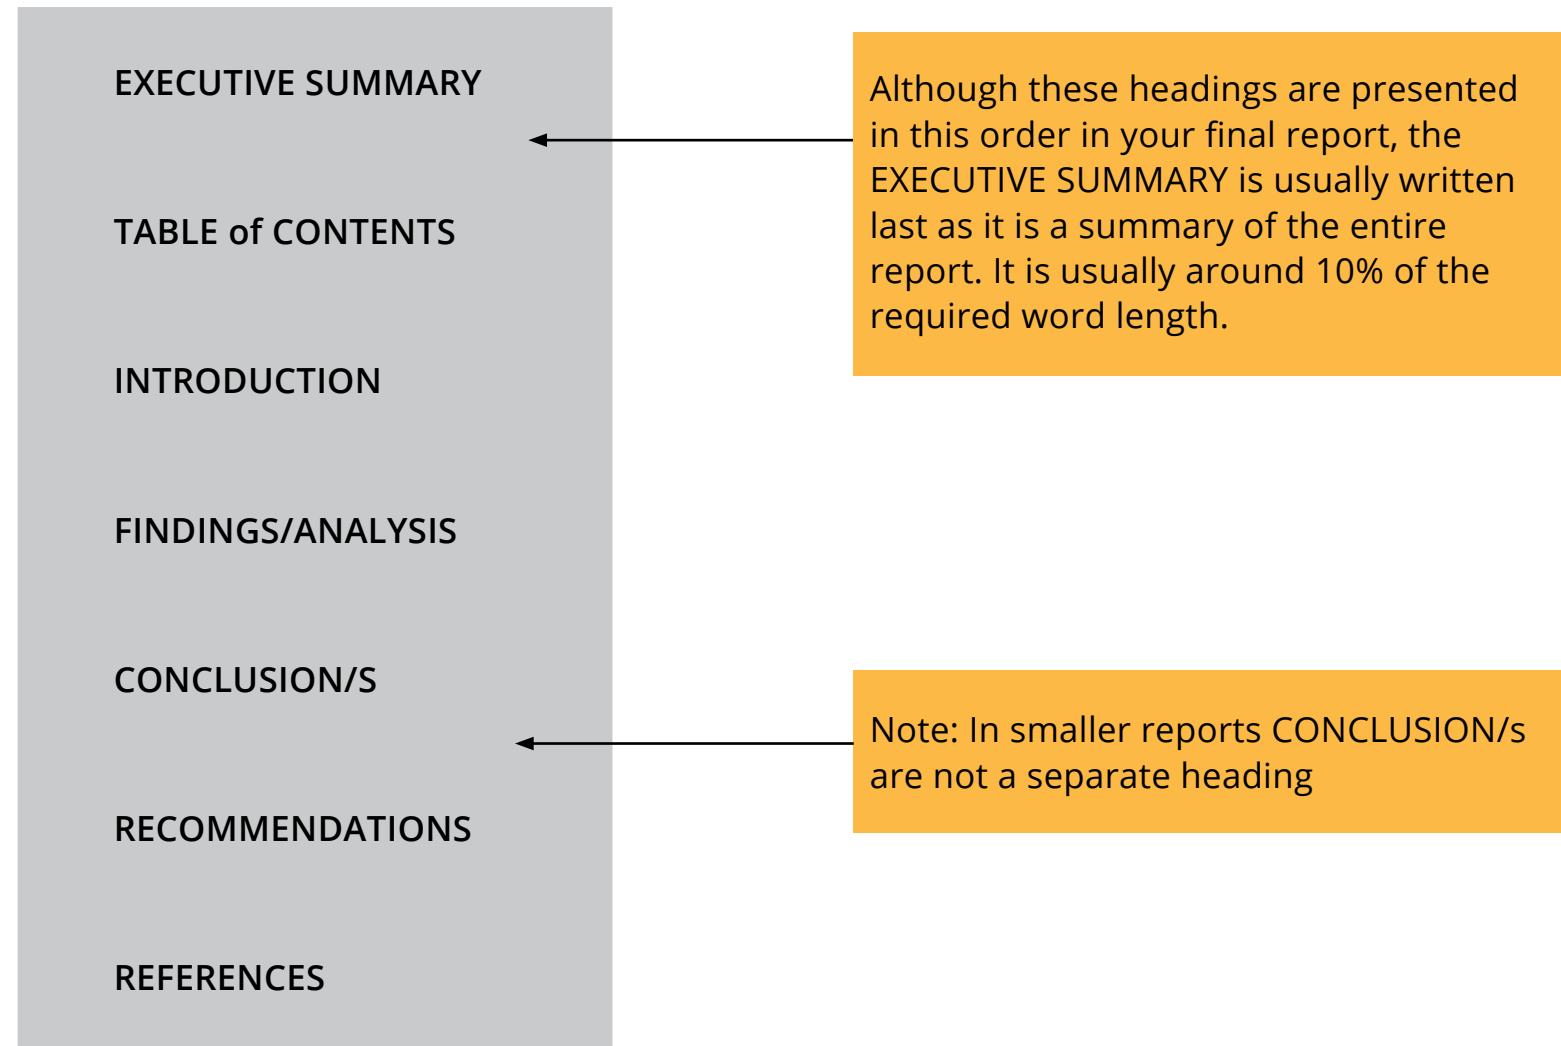 EXECUTIVE SUMMARY
TABLE of CONTENTS
INTRODUCTION
FINDINGS/ANALYSIS
CONCLUSION/S
RECOMMENDATIONS
REFERENCES
Although these headings are presented
in this order in your final report, the
EXECUTIVE SUMMARY is usually written
last as it is a summary of the entire
report. It is usually around 10% of the
required word length.
Note: In smaller reports CONCLUSION/s
are not a separate heading